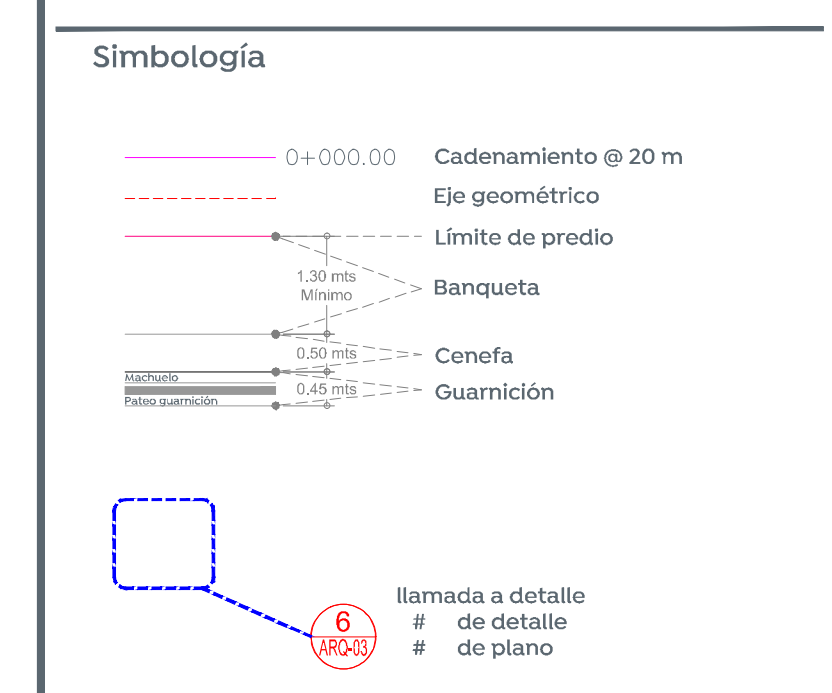 Simbología
0+000.00 Cadenamiento @ 20 m
Eje geométrico
Límite de predio
1.30 mts
Mínimo
Banqueta
0.50 mts Cenefa
Machuelo
0.45 mts Guarnición
Pateo guarnición
llamada a detalle
6 # de detalle
ARQ-03 # de plano